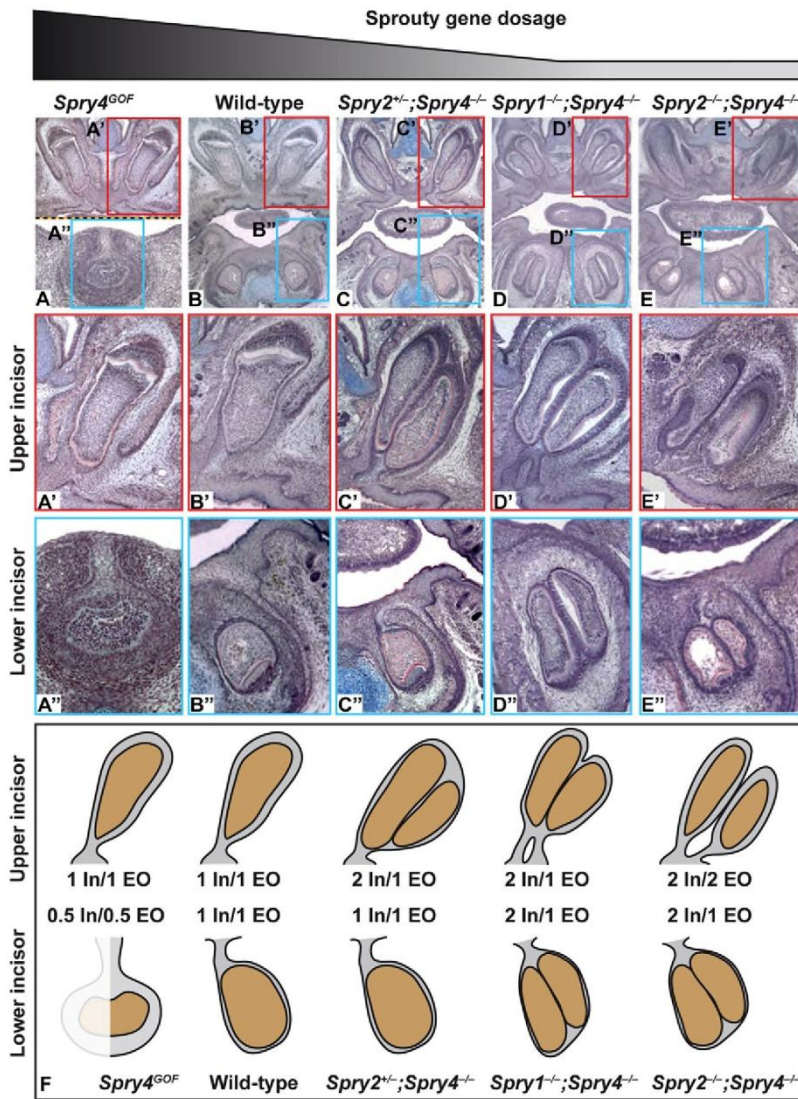 Sprouty gene dosage
Spry4GOF Wild-type Spry2+/-;Spry4-/- Spry1-/-;Spry4-/- Spry2-/-;Spry4-/-
A' B' C' D' E'
A'' B'' C'' D'' E''
A B C D E
Upper incisor
A' B' C' D' E'
Lower incisor
A'' B'' C'' D'' E''
Upper incisor
1 In/1 EO 1 In/1 EO 2 In/1 EO 2 In/1 EO 2 In/2 EO
0.5 In/0.5 EO 1 In/1 EO 1 In/1 EO 2 In/1 EO 2 In/1 EO
Lower incisor
F Spry4GOF Wild-type Spry2+/-;Spry4-/- Spry1-/-;Spry4-/- Spry2-/-;Spry4-/-